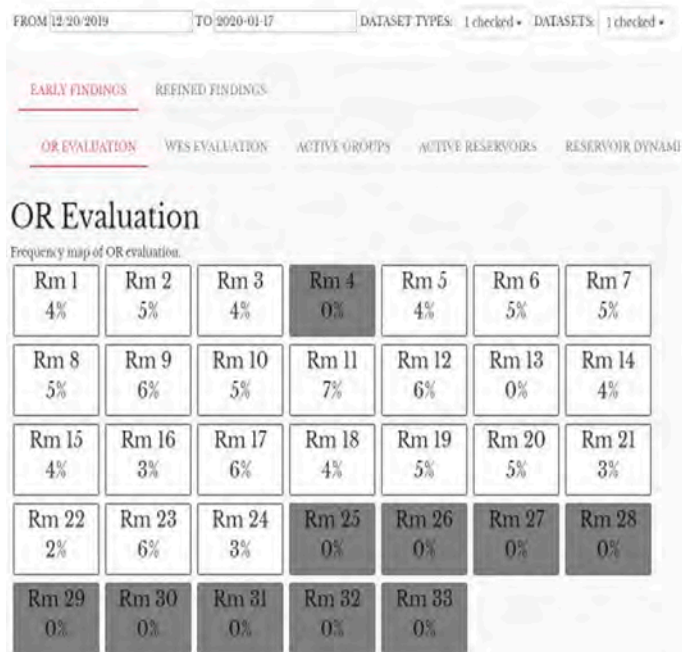 FROM 12/20/2019 TO 2020-01-17 DATASET TYPES: 1 checked DATASETS: 1 checked
EARLY FINDINGS REFINED FINDINGS
OR EVALUATION WES EVALUATION ACTIVE GROUPS ACTIVE RESERVOIRS RESERVOIR DYNAMI
OR Evaluation
Frequency map of OR evaluation.
Rm 1 Rm 2 Rm 3 Rm 4 Rm 5 Rm 6 Rm 7
4% 5% 4% 0% 4% 5% 5%
Rm 8 Rm 9 Rm 10 Rm 11 Rm 12 Rm 13 Rm 14
5% 6% 5% 7% 6% 0% 4%
Rm 15 Rm 16 Rm 17 Rm 18 Rm 19 Rm 20 Rm 21
4% 3% 6% 4% 5% 5% 3%
Rm 22 Rm 23 Rm 24 Rm 25 Rm 26 Rm 27 Rm 28
2% 6% 3% 0% 0% 0% 0%
Rm 29 Rm 30 Rm 31 Rm 32 Rm 33
0% 0% 0% 0% 0%